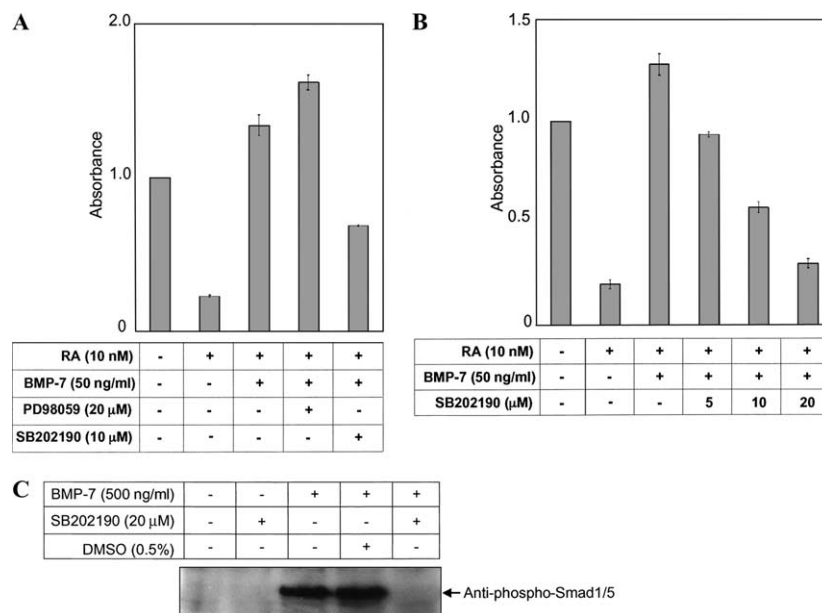 A
2.0
1.0
0
Absorbance
RA (10 nM) - + + + +
BMP-7 (50 ng/ml) - - + + +
PD98059 (20 μM) - - - + -
SB202190 (10 μM) - - - - +
B
1.5
1.0
0.5
0
Absorbance
RA (10 nM) - + + + + +
BMP-7 (50 ng/ml) - - + + + +
SB202190 (μM) - - - 5 10 20
C
BMP-7 (500 ng/ml) - - + + +
SB202190 (20 μM) - + - - +
DMSO (0.5%) - - - + -
Anti-phospho-Smad1/5